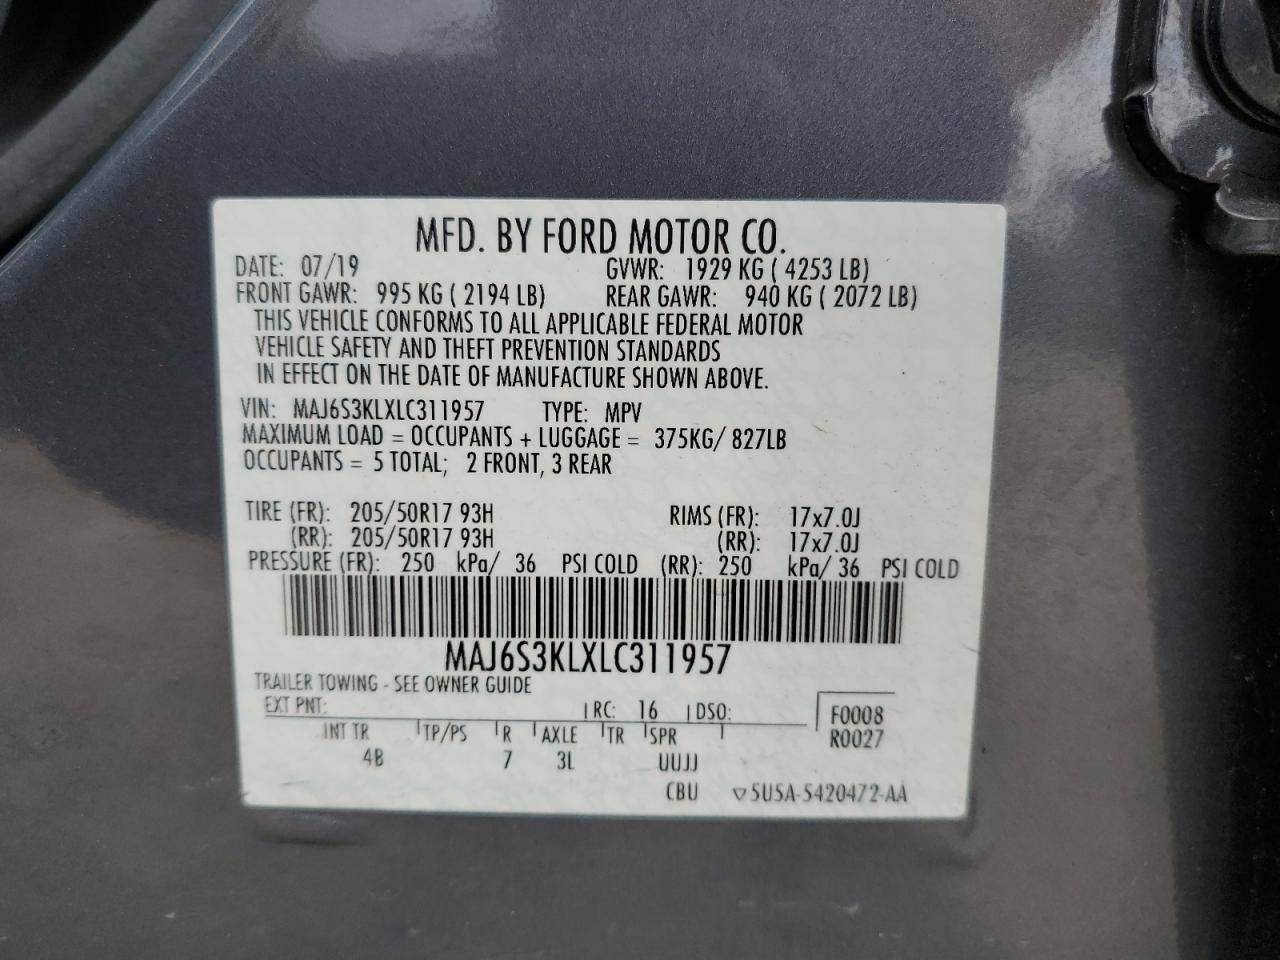 MFD. BY FORD MOTOR CO.
DATE: 07/19 GVWR: 1929 KG ( 4253 LB)
FRONT GAWR: 995 KG ( 2194 LB) REAR GAWR: 940 KG ( 2072 LB)
THIS VEHICLE CONFORMS TO ALL APPLICABLE FEDERAL MOTOR
VEHICLE SAFETY AND THEFT PREVENTION STANDARDS
IN EFFECT ON THE DATE OF MANUFACTURE SHOWN ABOVE.
VIN: MAJ6S3KLXLC311957 TYPE: MPV
MAXIMUM LOAD = OCCUPANTS + LUGGAGE = 375KG/ 827LB
OCCUPANTS = 5 TOTAL; 2 FRONT, 3 REAR
TIRE (FR): 205/50R17 93H RIMS (FR): 17x7.0J
(RR): 205/50R17 93H (RR): 17x7.0J
PRESSURE (FR): 250 kPa/ 36 PSI COLD (RR): 250 kPa/ 36 PSI COLD
MAJ6S3KLXLC311957
TRAILER TOWING - SEE OWNER GUIDE
EXT PNT: RC: 16 DSO: F0008
INT TR TP/PS R AXLE TR SPR R0027
4B 7 3L UUJJ
CBU ▽5U5A-5420472-AA